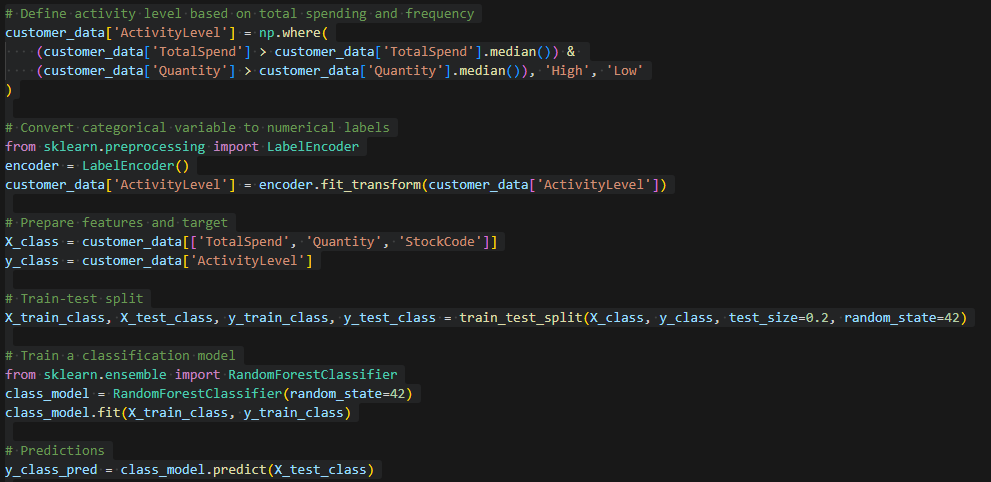 # Define activity level based on total spending and frequency
customer_data['ActivityLevel'] = np.where(
    (customer_data['TotalSpend'] > customer_data['TotalSpend'].median()) &
    (customer_data['Quantity'] > customer_data['Quantity'].median()), 'High', 'Low'
)

# Convert categorical variable to numerical labels
from sklearn.preprocessing import LabelEncoder
encoder = LabelEncoder()
customer_data['ActivityLevel'] = encoder.fit_transform(customer_data['ActivityLevel'])

# Prepare features and target
X_class = customer_data[['TotalSpend', 'Quantity', 'StockCode']]
y_class = customer_data['ActivityLevel']

# Train-test split
X_train_class, X_test_class, y_train_class, y_test_class = train_test_split(X_class, y_class, test_size=0.2, random_state=42)

# Train a classification model
from sklearn.ensemble import RandomForestClassifier
class_model = RandomForestClassifier(random_state=42)
class_model.fit(X_train_class, y_train_class)

# Predictions
y_class_pred = class_model.predict(X_test_class)